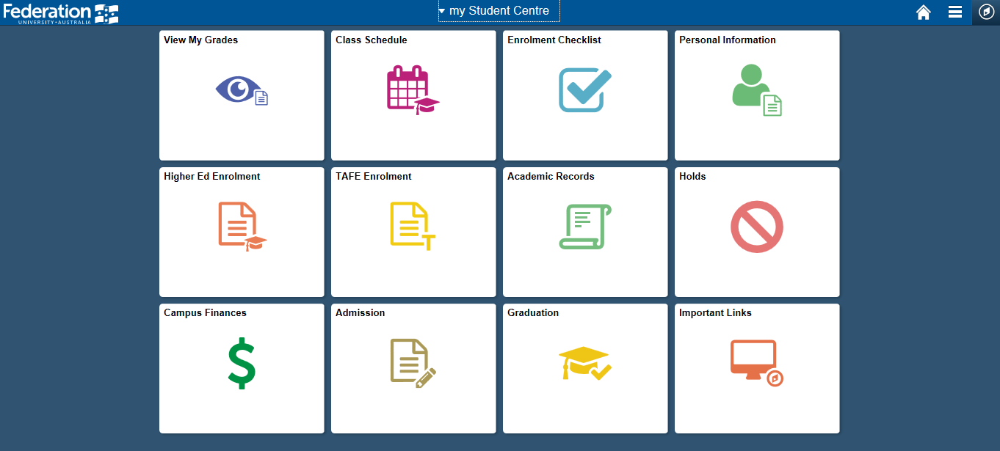 Federation
UNIVERSITY • AUSTRALIA
my Student Centre
View My Grades
Class Schedule
Enrolment Checklist
Personal Information
Higher Ed Enrolment
TAFE Enrolment
T
Academic Records
Holds
Campus Finances
$
Admission
Graduation
Important Links